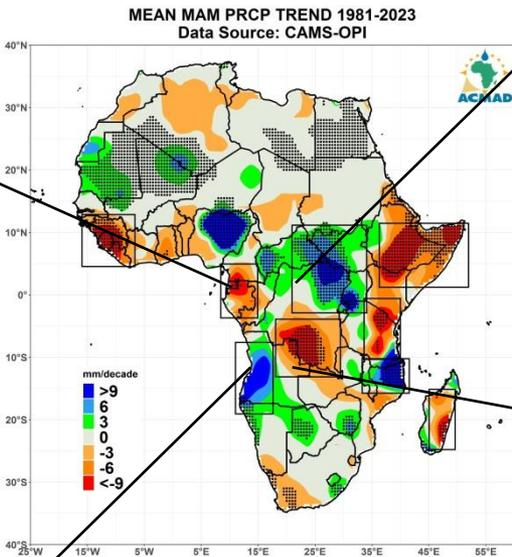 MEAN MAM PRCP TREND 1981-2023
Data Source: CAMS-OPI
40°N
ACMAD
30°N
20°N
10°N
0°
10°S
mm/decade
>9
6
3
0
-3
-6
<-9
20°S
30°S
40°S
25°W 15°W 5°W 5°E 15°E 25°E 35°E 45°E 55°E